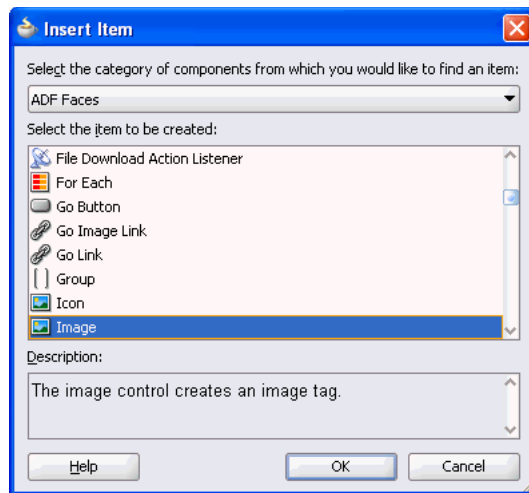 Insert Item
Select the category of components from which you would like to find an item:
ADF Faces
Select the item to be created:
File Download Action Listener
For Each
Go Button
Go Image Link
Go Link
Group
Icon
Image
Description:
The image control creates an image tag.
Help
OK
Cancel